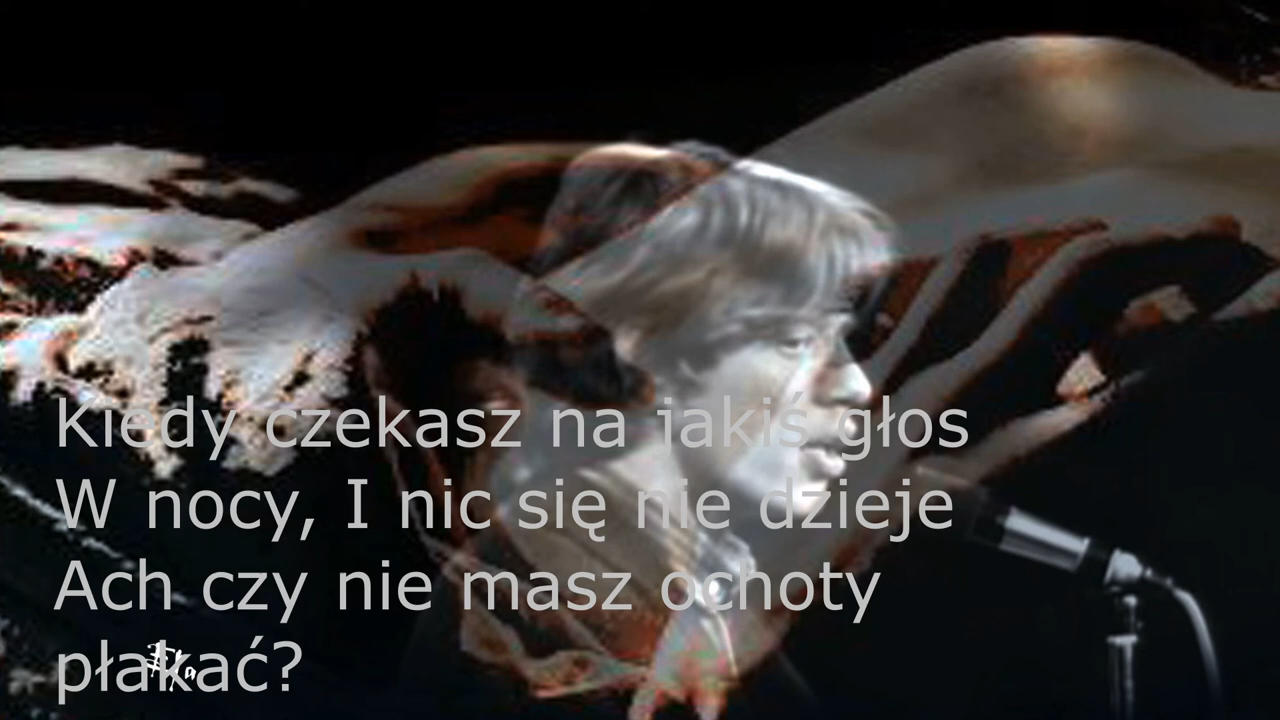 Kiedy czekasz na jakiś głos
W nocy, I nic się nie dzieje
Ach czy nie masz ochoty
płakać?